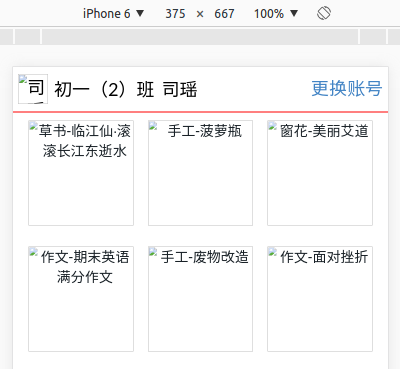 iPhone 6 ▼ 375 × 667 100% ▼
司 初一（2）班 司瑶 更换账号
草书-临江仙·滚
滚长江东逝水
手工-菠萝瓶
窗花-美丽艾道
作文-期末英语
满分作文
手工-废物改造
作文-面对挫折